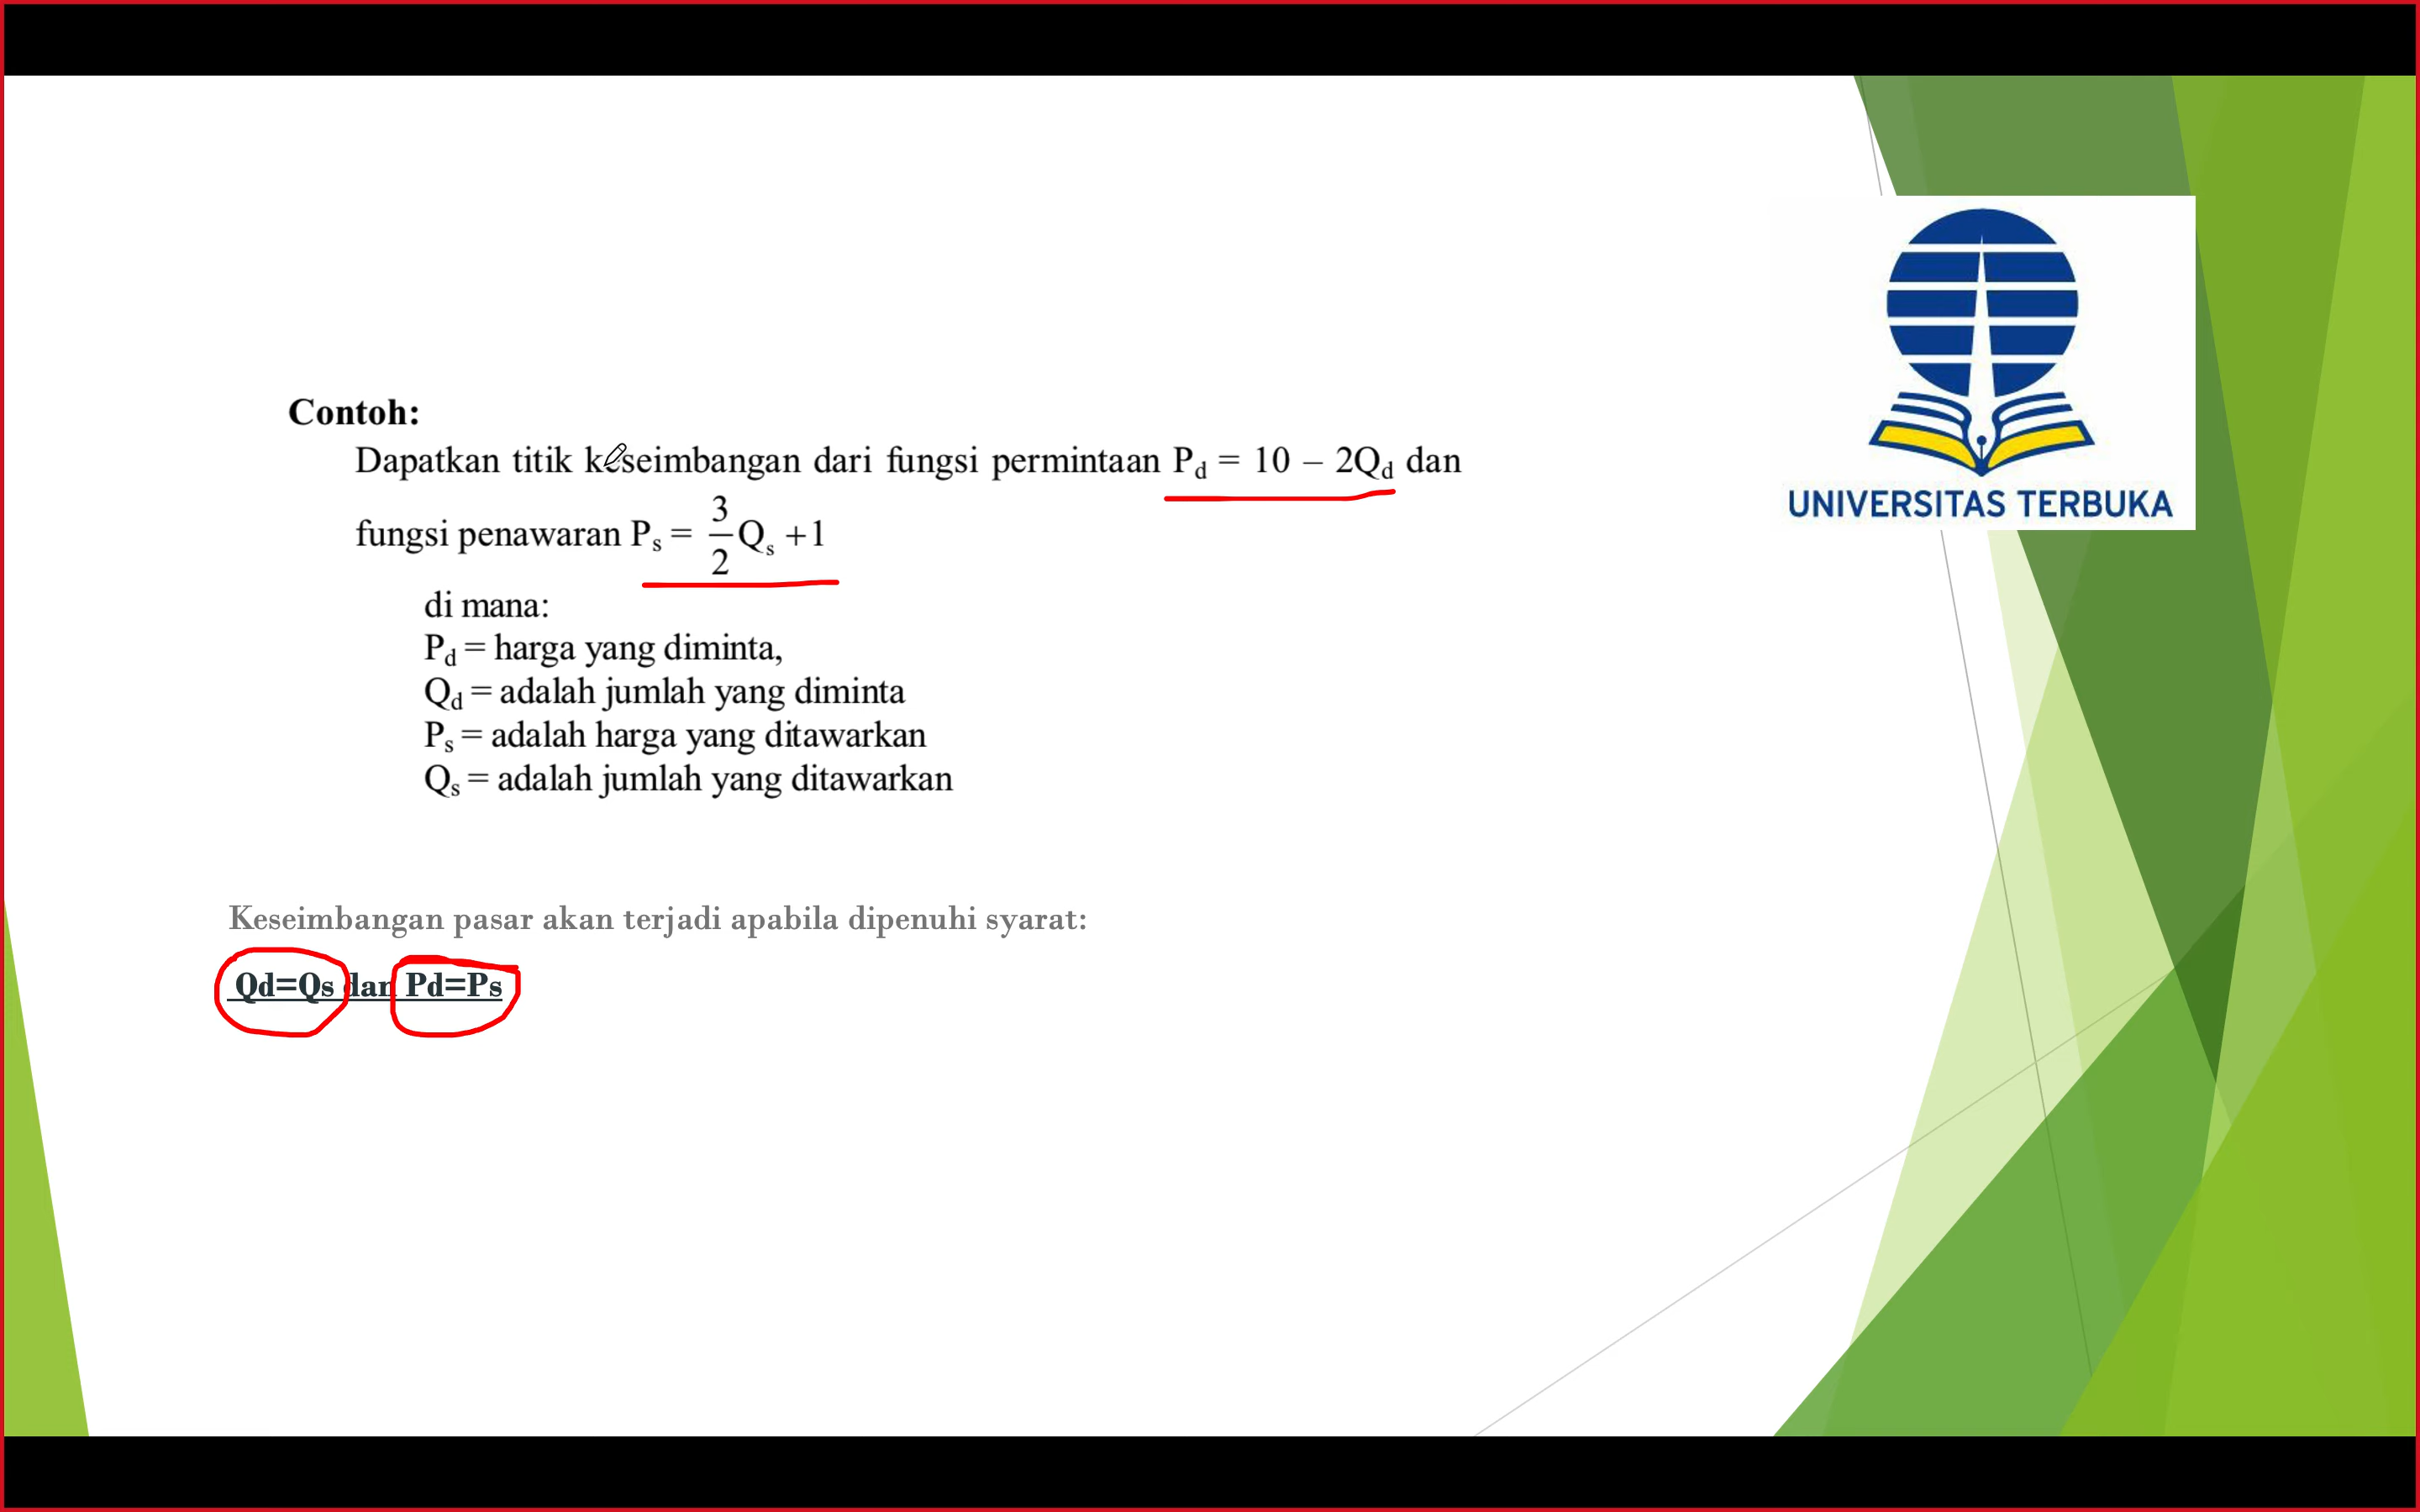 Contoh:
Dapatkan titik keseimbangan dari fungsi permintaan Pd = 10 – 2Qd dan
fungsi penawaran Ps = 3/2 Qs +1
di mana:
Pd = harga yang diminta,
Qd = adalah jumlah yang diminta
Ps = adalah harga yang ditawarkan
Qs = adalah jumlah yang ditawarkan
Keseimbangan pasar akan terjadi apabila dipenuhi syarat:
Qd=Qs dan Pd=Ps
UNIVERSITAS TERBUKA